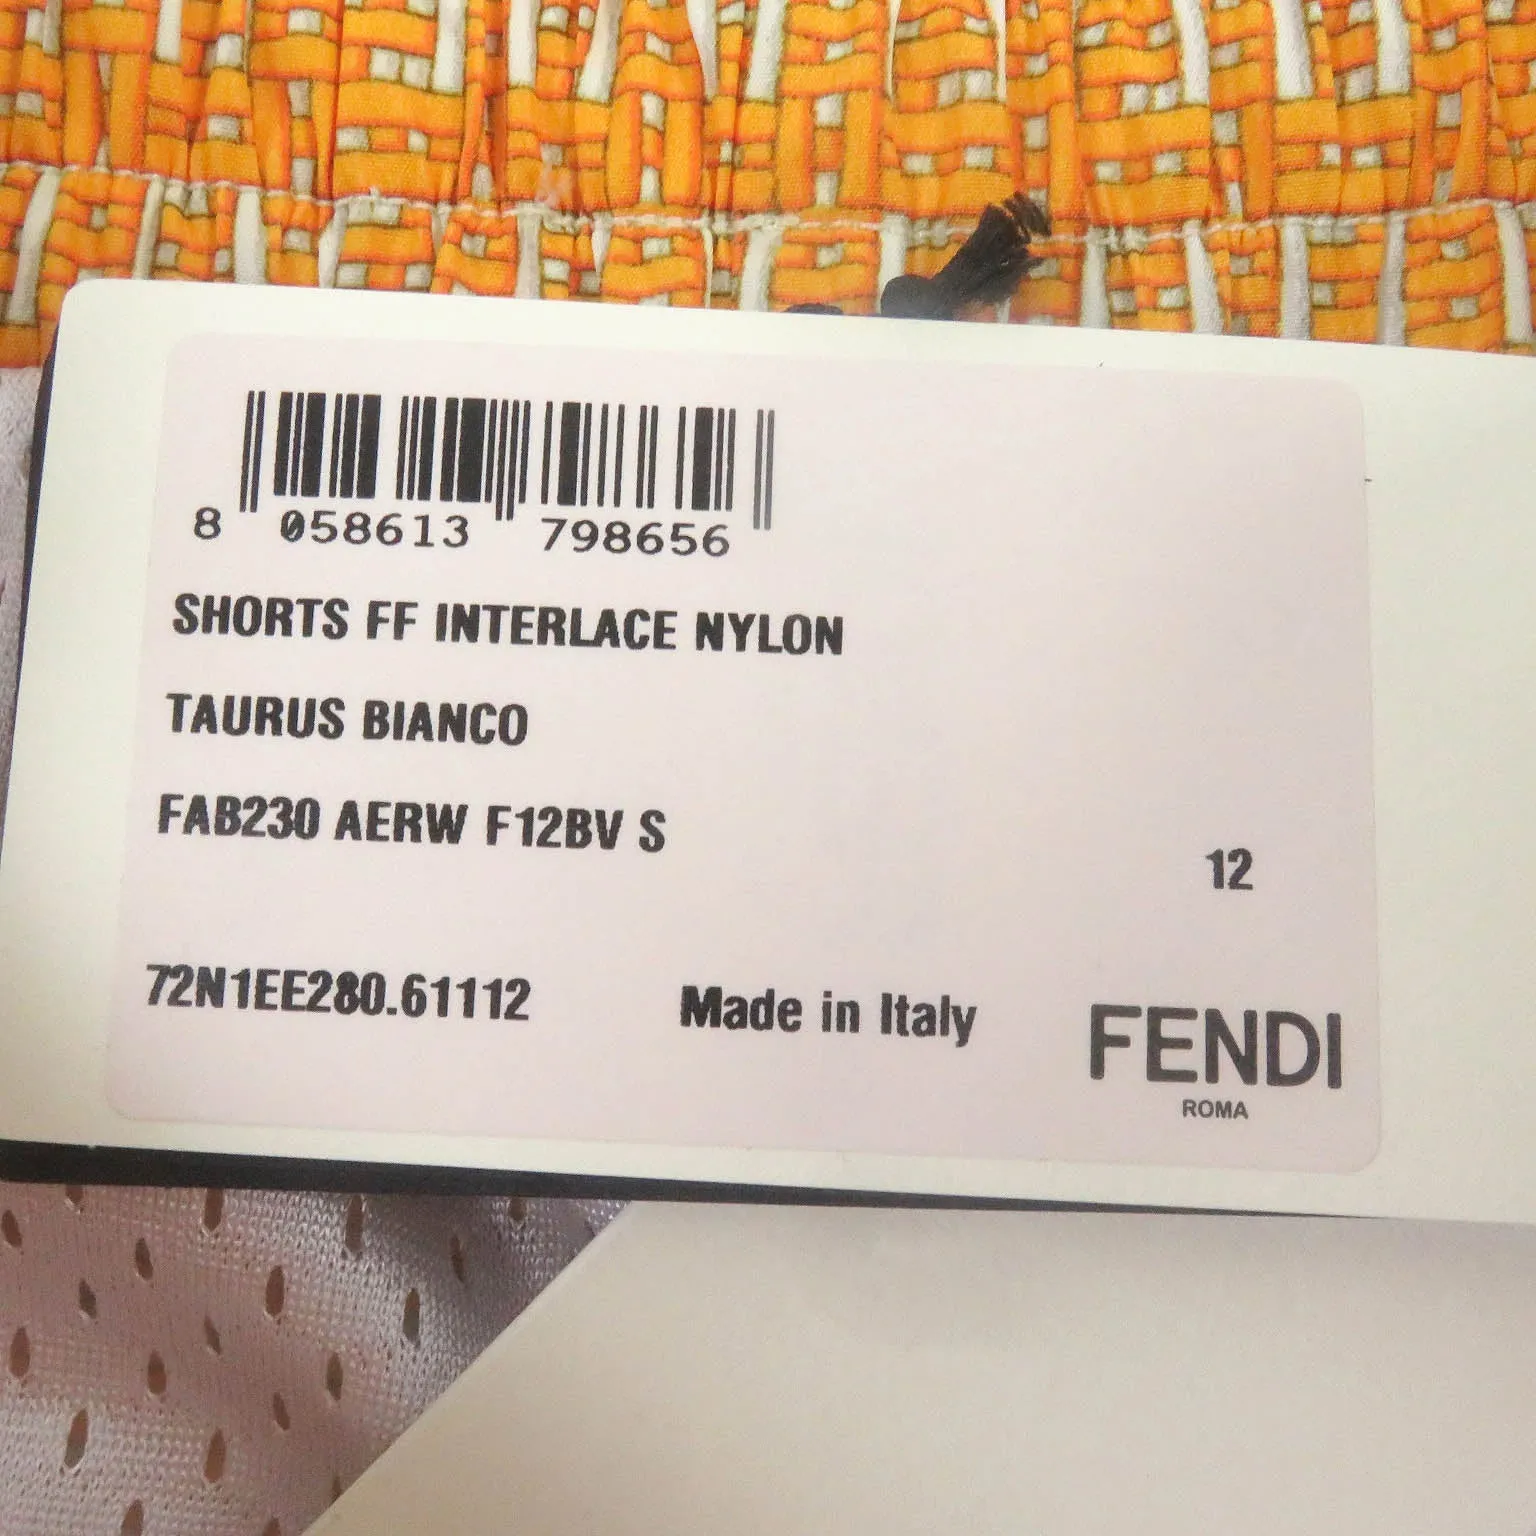 8 058613 798656
SHORTS FF INTERLACE NYLON
TAURUS BIANCO
FAB230 AERW F12BV S
12
72N1EE280.61112 Made in Italy
FENDI
ROMA